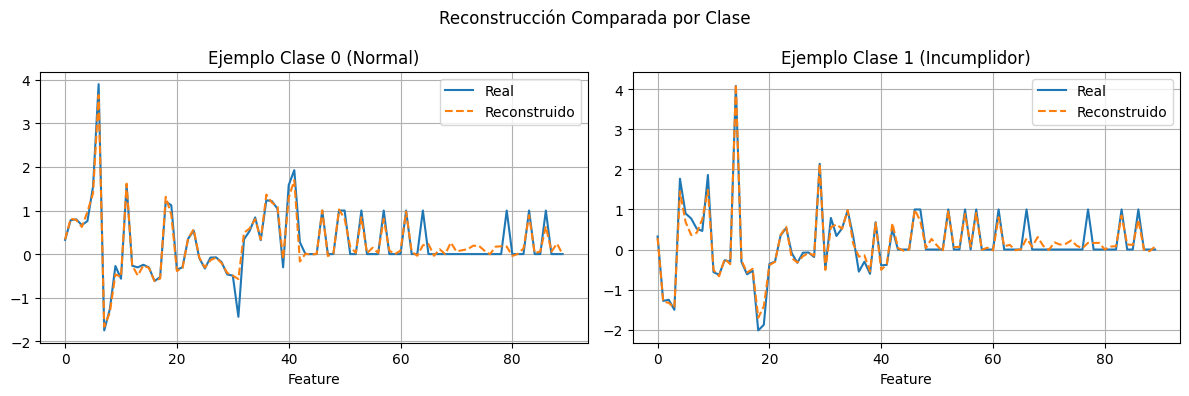 Reconstrucción Comparada por Clase
Ejemplo Clase 0 (Normal)
Real
Reconstruido
4
3
2
1
0
−1
−2
0 20 40 60 80
Feature
Ejemplo Clase 1 (Incumplidor)
Real
Reconstruido
4
3
2
1
0
−1
−2
0 20 40 60 80
Feature